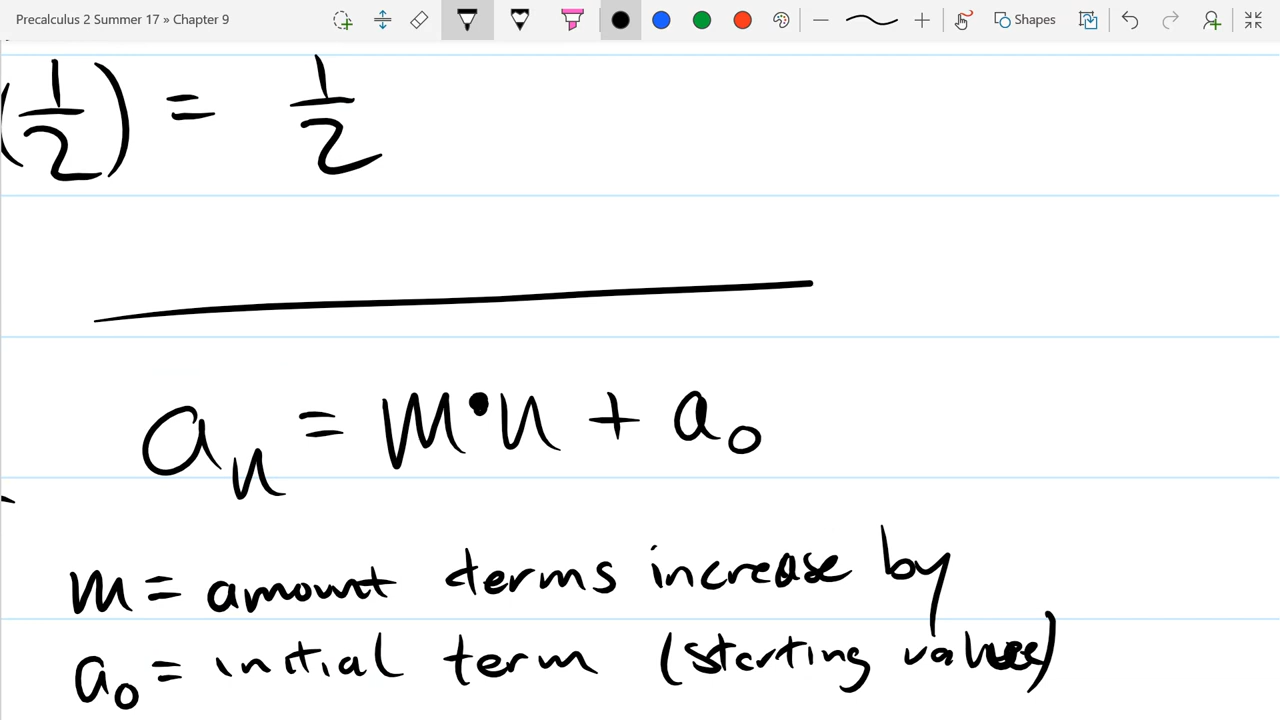 Precalculus 2 Summer 17 » Chapter 9
Shapes
(1/2) = 1/2
aₙ = m•n + a₀
m = amount terms increase by
a₀ = initial term (starting value)